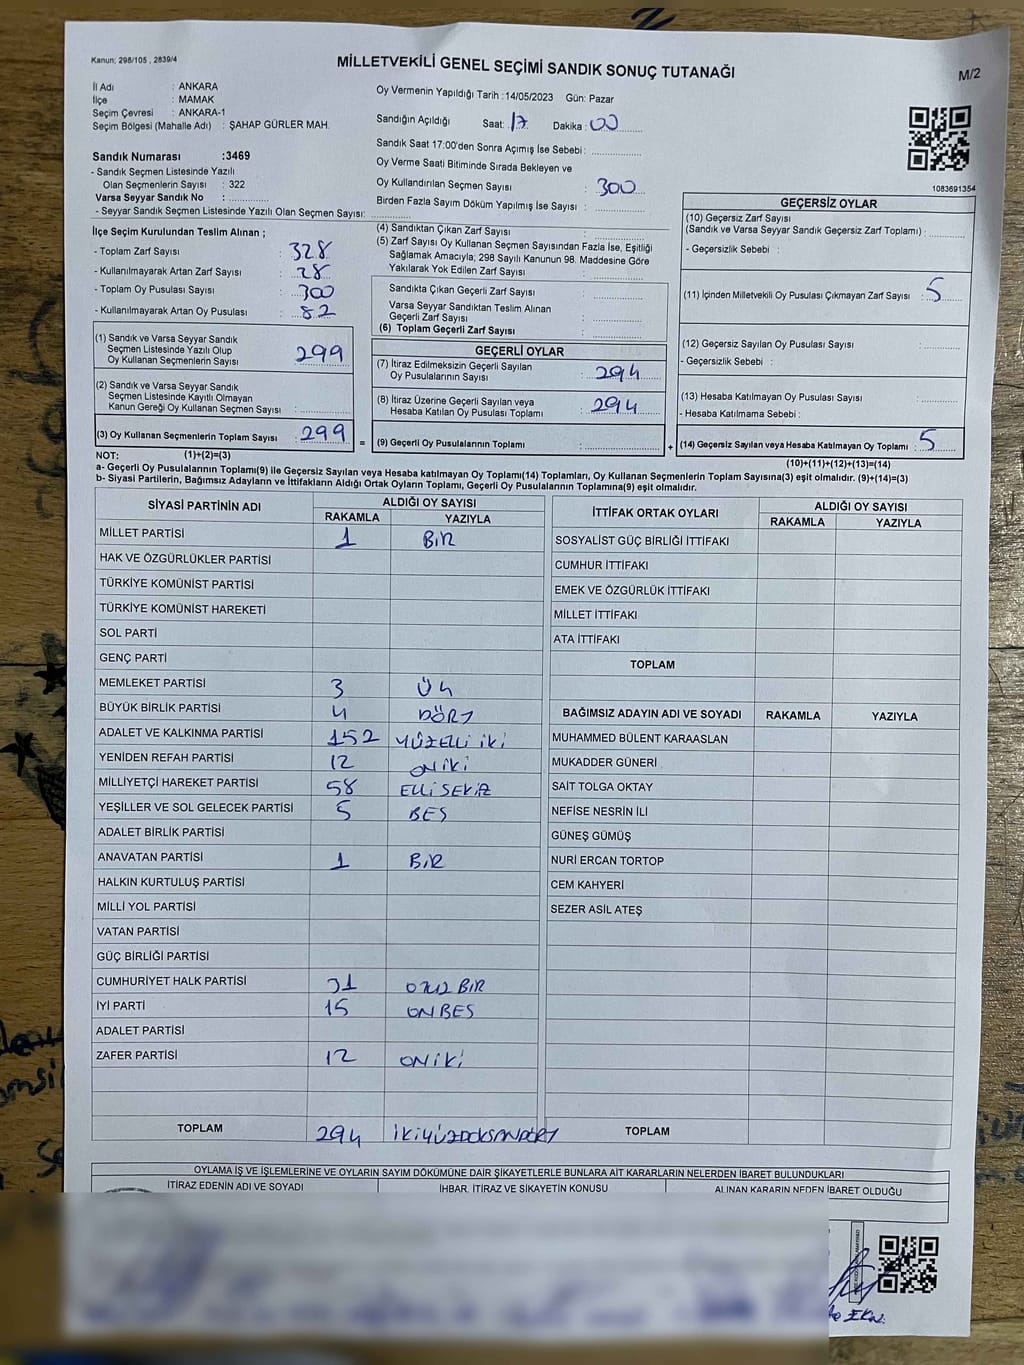 Kanun; 298/105 , 2839/4
MİLLETVEKİLİ GENEL SEÇİMİ SANDIK SONUÇ TUTANAĞI
M/2
İl Adı : ANKARA
İlçe : MAMAK
Seçim Çevresi : ANKARA-1
Seçim Bölgesi (Mahalle Adı) : ŞAHAP GÜRLER MAH.
Sandık Numarası :3469
- Sandık Seçmen Listesinde Yazılı
Olan Seçmenlerin Sayısı : 322
Varsa Seyyar Sandık No :
- Seyyar Sandık Seçmen Listesinde Yazılı Olan Seçmen Sayısı:
Oy Vermenin Yapıldığı Tarih :14/05/2023 Gün: Pazar
Sandığın Açıldığı Saat: 17 Dakika : 00
Sandık Saat 17:00'den Sonra Açımış İse Sebebi :
Oy Verme Saati Bitiminde Sırada Bekleyen ve
Oy Kullandırılan Seçmen Sayısı : 300
Birden Fazla Sayım Döküm Yapılmış İse Sayısı :
1083691354
İlçe Seçim Kurulundan Teslim Alınan ;
- Toplam Zarf Sayısı : 328
- Kullanılmayarak Artan Zarf Sayısı : 28
- Toplam Oy Pusulası Sayısı : 300
- Kullanılmayarak Artan Oy Pusulası : 82
(4) Sandıktan Çıkan Zarf Sayısı :
(5) Zarf Sayısı Oy Kullanan Seçmen Sayısından Fazla İse, Eşitliği
Sağlamak Amacıyla; 298 Sayılı Kanunun 98. Maddesine Göre
Yakılarak Yok Edilen Zarf Sayısı :
Sandıkta Çıkan Geçerli Zarf Sayısı :
Varsa Seyyar Sandıktan Teslim Alınan
Geçerli Zarf Sayısı :
(6) Toplam Geçerli Zarf Sayısı :
GEÇERSİZ OYLAR
(10) Geçersiz Zarf Sayısı
(Sandık ve Varsa Seyyar Sandık Geçersiz Zarf Toplamı) :
- Geçersizlik Sebebi :
(11) İçinden Milletvekili Oy Pusulası Çıkmayan Zarf Sayısı : 5
(12) Geçersiz Sayılan Oy Pusulası Sayısı :
- Geçersizlik Sebebi :
(13) Hesaba Katılmayan Oy Pusulası Sayısı :
- Hesaba Katılmama Sebebi :
(14) Geçersiz Sayılan veya Hesaba Katılmayan Oy Toplamı : 5
(10)+(11)+(12)+(13)=(14)
(1) Sandık ve Varsa Seyyar Sandık
Seçmen Listesinde Yazılı Olup
Oy Kullanan Seçmenlerin Sayısı : 299
(2) Sandık ve Varsa Seyyar Sandık
Seçmen Listesinde Kayıtlı Olmayan
Kanun Gereği Oy Kullanan Seçmen Sayısı :
(3) Oy Kullanan Seçmenlerin Toplam Sayısı : 299 =
GEÇERLİ OYLAR
(7) İtiraz Edilmeksizin Geçerli Sayılan
Oy Pusulalarının Sayısı : 294
(8) İtiraz Üzerine Geçerli Sayılan veya
Hesaba Katılan Oy Pusulası Toplamı : 294
(9) Geçerli Oy Pusulalarının Toplamı : +
NOT: (1)+(2)=(3)
a- Geçerli Oy Pusulalarının Toplamı(9) ile Geçersiz Sayılan veya Hesaba katılmayan Oy Toplamı(14) Toplamları, Oy Kullanan Seçmenlerin Toplam Sayısına(3) eşit olmalıdır. (9)+(14)=(3)
b- Siyasi Partilerin, Bağımsız Adayların ve İttifakların Aldığı Ortak Oyların Toplamı, Geçerli Oy Pusulalarının Toplamına(9) eşit olmalıdır.
SİYASİ PARTİNİN ADI ALDIĞI OY SAYISI
RAKAMLA YAZIYLA
MİLLET PARTİSİ 1 BİR
HAK VE ÖZGÜRLÜKLER PARTİSİ
TÜRKİYE KOMÜNİST PARTİSİ
TÜRKİYE KOMÜNİST HAREKETİ
SOL PARTİ
GENÇ PARTİ
MEMLEKET PARTİSİ 3 ÜÇ
BÜYÜK BİRLİK PARTİSİ 4 DÖRT
ADALET VE KALKINMA PARTİSİ 152 YÜZELLİ İKİ
YENİDEN REFAH PARTİSİ 12 ONİKİ
MİLLİYETÇİ HAREKET PARTİSİ 58 ELLİ SEKİZ
YEŞİLLER VE SOL GELECEK PARTİSİ 5 BES
ADALET BİRLİK PARTİSİ
ANAVATAN PARTİSİ 1 BİR
HALKIN KURTULUŞ PARTİSİ
MİLLİ YOL PARTİSİ
VATAN PARTİSİ
GÜÇ BİRLİĞİ PARTİSİ
CUMHURİYET HALK PARTİSİ 31 OTUZ BİR
İYİ PARTİ 15 ONBES
ADALET PARTİSİ
ZAFER PARTİSİ 12 ONİKİ
TOPLAM 294 İKİYÜZDOKSANDÖRT
İTTİFAK ORTAK OYLARI ALDIĞI OY SAYISI
RAKAMLA YAZIYLA
SOSYALİST GÜÇ BİRLİĞİ İTTİFAKI
CUMHUR İTTİFAKI
EMEK VE ÖZGÜRLÜK İTTİFAKI
MİLLET İTTİFAKI
ATA İTTİFAKI
TOPLAM
BAĞIMSIZ ADAYIN ADI VE SOYADI RAKAMLA YAZIYLA
MUHAMMED BÜLENT KARAASLAN
MUKADDER GÜNERİ
SAİT TOLGA OKTAY
NEFİSE NESRİN İLİ
GÜNEŞ GÜMÜŞ
NURİ ERCAN TORTOP
CEM KAHYERİ
SEZER ASİL ATEŞ
TOPLAM
OYLAMA İŞ VE İŞLEMLERİNE VE OYLARIN SAYIM DÖKÜMÜNE DAİR ŞİKAYETLERLE BUNLARA AİT KARARLARIN NELERDEN İBARET BULUNDUKLARI
İTİRAZ EDENİN ADI VE SOYADI İHBAR, İTİRAZ VE ŞİKAYETİN KONUSU ALINAN KARARIN NEDEN İBARET OLDUĞU